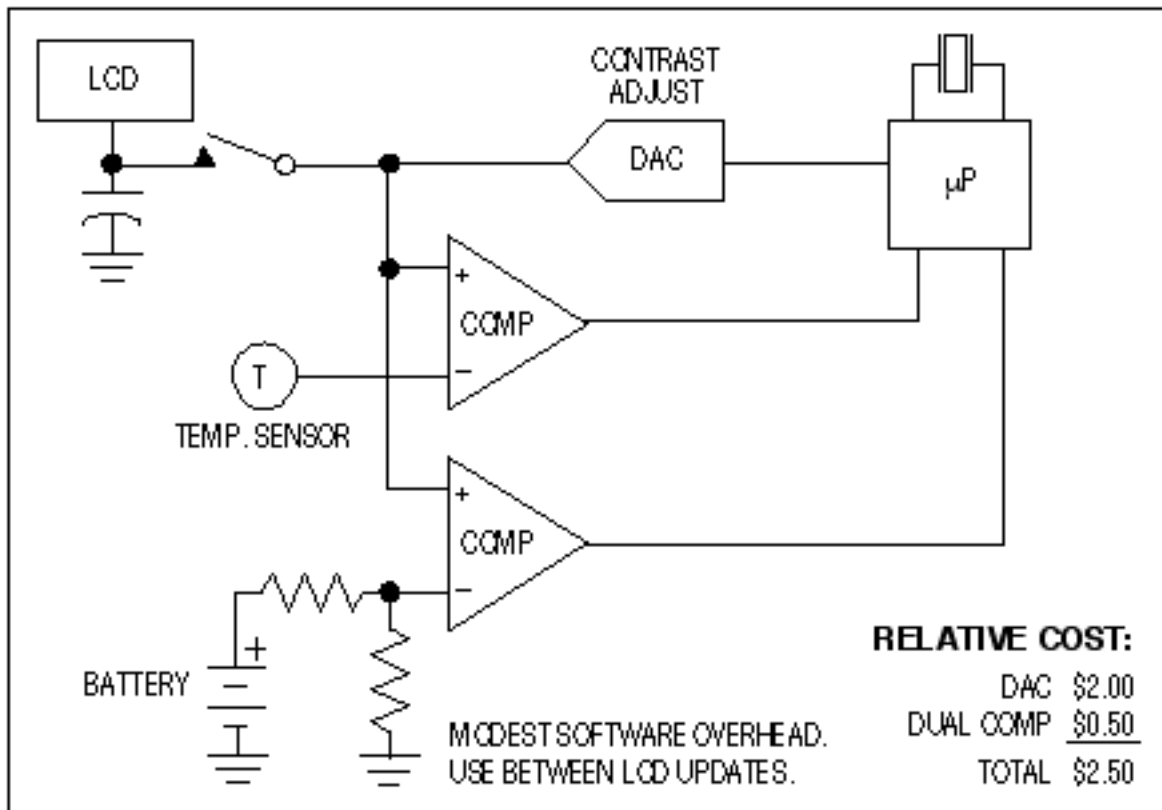 LCD
CONTRAST
ADJUST
DAC
µP
+
COMP
−
T
TEMP. SENSOR
+
COMP
−
+
BATTERY
MODEST SOFTWARE OVERHEAD.
USE BETWEEN LCD UPDATES.
RELATIVE COST:
DAC $2.00
DUAL COMP $0.50
TOTAL $2.50